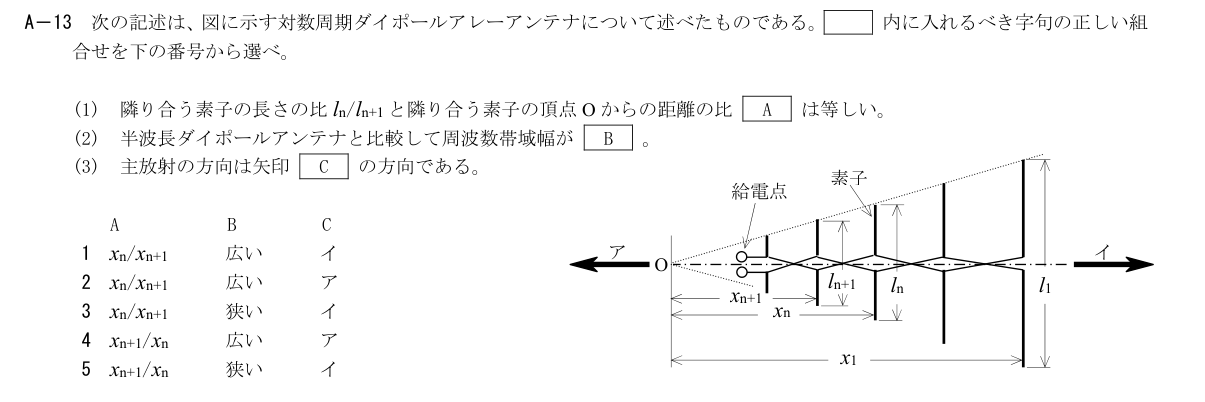 A－13 次の記述は、図に示す対数周期ダイポールアレーアンテナについて述べたものである。 内に入れるべき字句の正しい組
合せを下の番号から選べ。
(1) 隣り合う素子の長さの比 ln/ln+1 と隣り合う素子の頂点 O からの距離の比 A は等しい。
(2) 半波長ダイポールアンテナと比較して周波数帯域幅が B 。
(3) 主放射の方向は矢印 C の方向である。
A B C
1 xn/xn+1 広い イ
2 xn/xn+1 広い ア
3 xn/xn+1 狭い イ
4 xn+1/xn 広い ア
5 xn+1/xn 狭い イ
給電点
素子
ア
イ
O
ln+1
ln
l1
xn+1
xn
x1